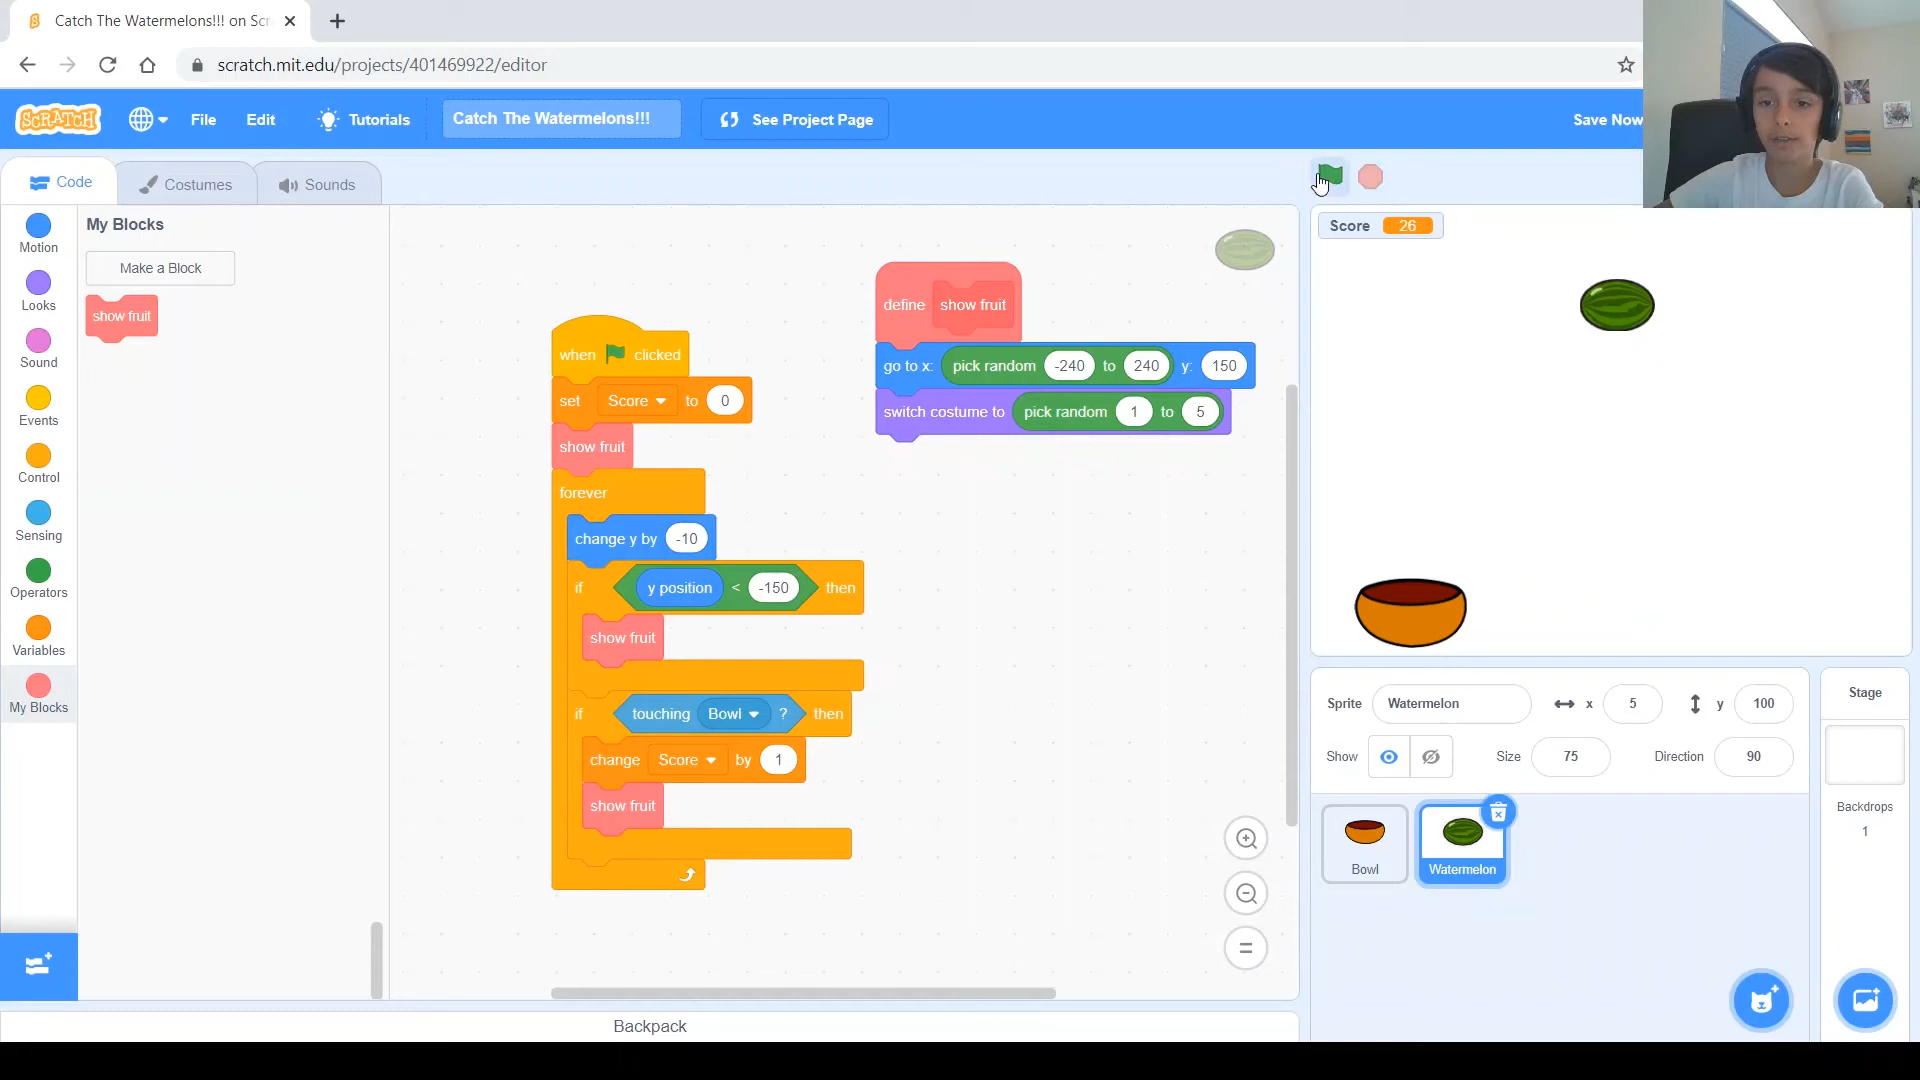 Catch The Watermelons!!! on Scr
scratch.mit.edu/projects/401469922/editor
SCRATCH
File
Edit
Tutorials
Catch The Watermelons!!!
See Project Page
Save Now
Code
Costumes
Sounds
Motion
Looks
Sound
Events
Control
Sensing
Operators
Variables
My Blocks
My Blocks
Make a Block
show fruit
when clicked
set Score to 0
show fruit
forever
change y by -10
if y position < -150 then
show fruit
if touching Bowl ? then
change Score by 1
show fruit
define show fruit
go to x: pick random -240 to 240 y: 150
switch costume to pick random 1 to 5
Backpack
Score 26
Sprite Watermelon x 5 y 100
Show Size 75 Direction 90
Bowl
Watermelon
Stage
Backdrops
1